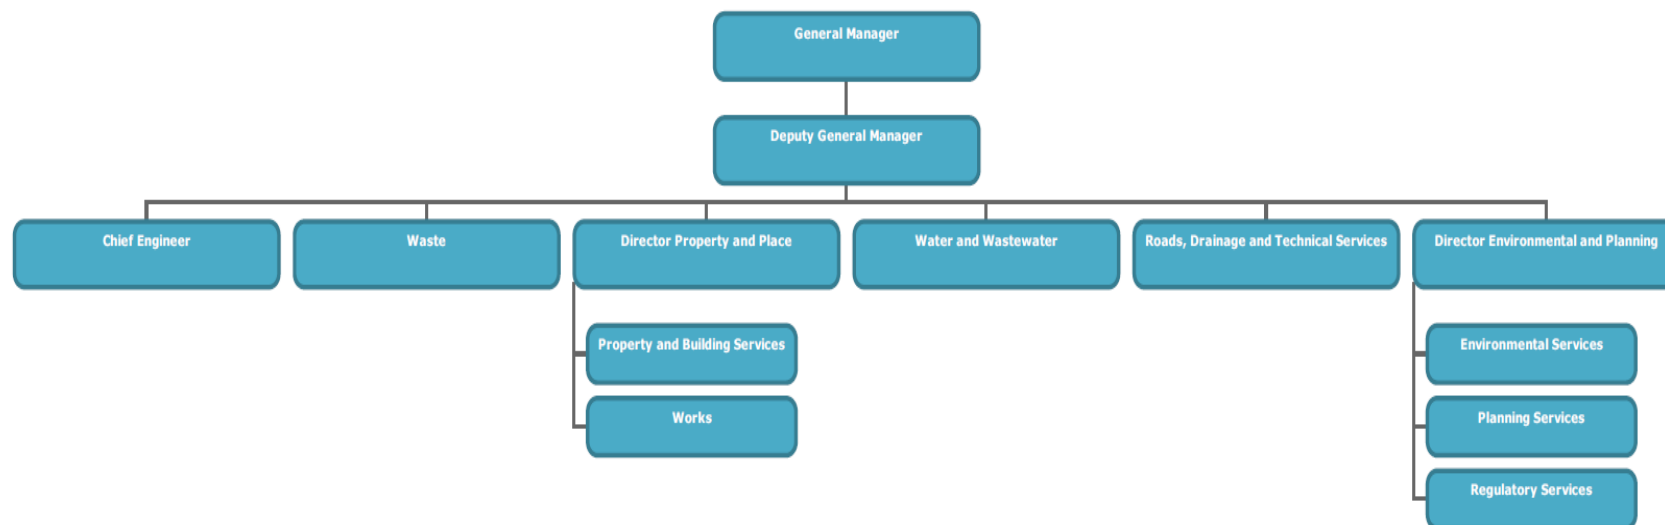 General Manager
Deputy General Manager
Chief Engineer
Waste
Director Property and Place
Water and Wastewater
Roads, Drainage and Technical Services
Director Environmental and Planning
Property and Building Services
Works
Environmental Services
Planning Services
Regulatory Services